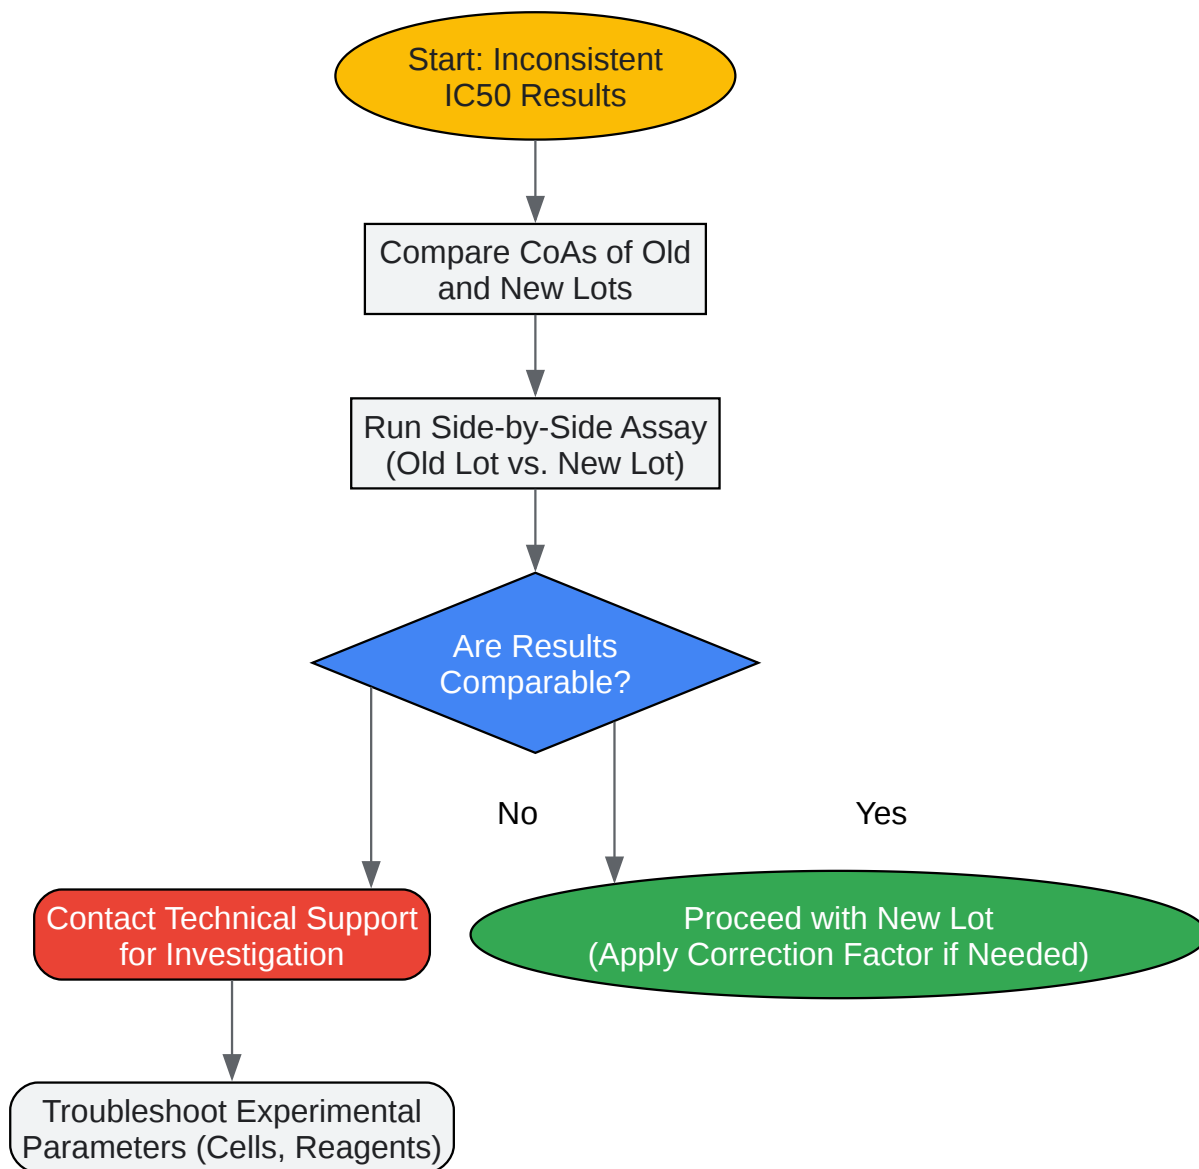 Start: Inconsistent
IC50 Results
Compare CoAs of Old
and New Lots
Run Side-by-Side Assay
(Old Lot vs. New Lot)
Are Results
Comparable?
No
Yes
Contact Technical Support
for Investigation
Proceed with New Lot
(Apply Correction Factor if Needed)
Troubleshoot Experimental
Parameters (Cells, Reagents)